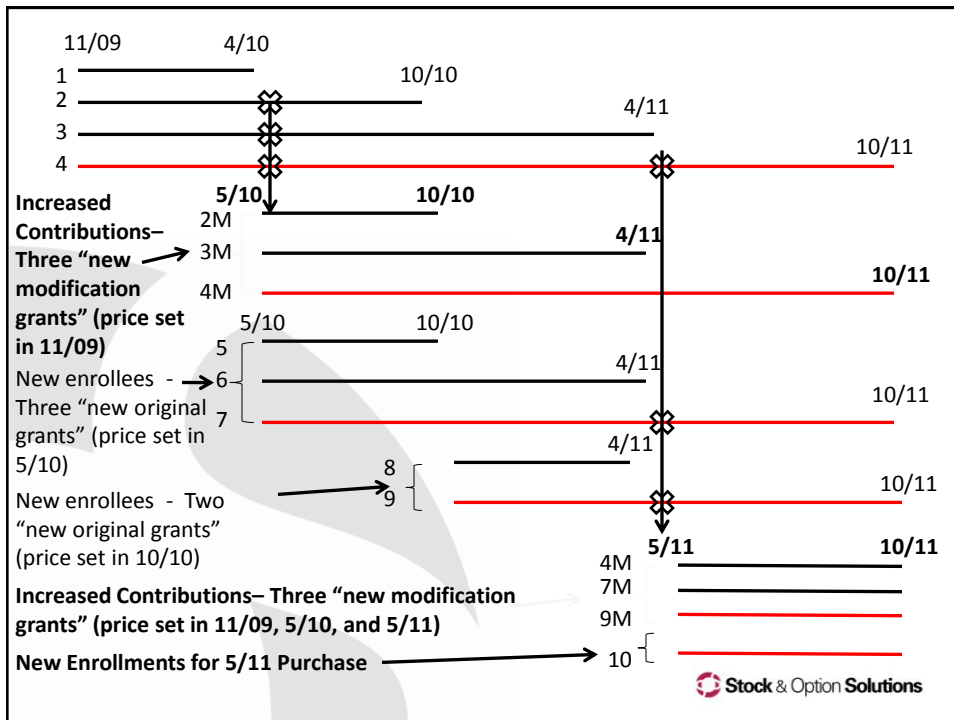 11/09
4/10
1
10/10
2
4/11
3
10/11
4
5/10
10/10
Increased
Contributions–
Three “new
modification
grants” (price set
in 11/09)
2M
3M
4/11
4M
10/11
5/10
10/10
5
New enrollees -
Three “new original
grants” (price set in
5/10)
6
4/11
7
10/11
4/11
8
9
10/11
New enrollees - Two
“new original grants”
(price set in 10/10)
5/11
10/11
4M
7M
9M
Increased Contributions– Three “new modification
grants” (price set in 11/09, 5/10, and 5/11)
New Enrollments for 5/11 Purchase
10
Stock & Option Solutions